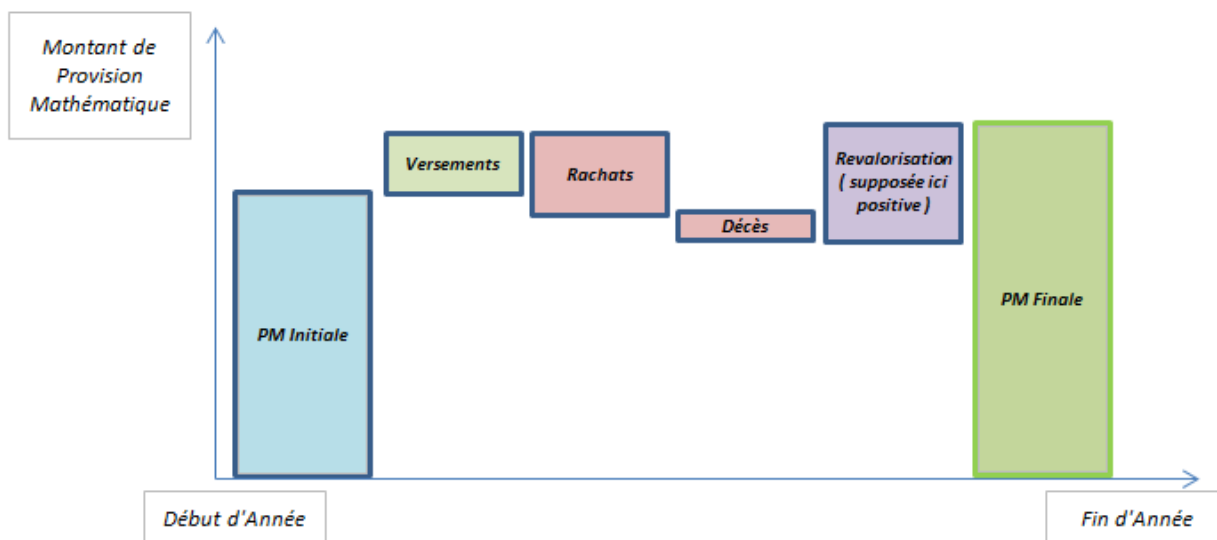 Montant de
Provision
Mathématique
Versements
Rachats
Décès
Revalorisation
( supposée ici
positive )
PM Initiale
PM Finale
Début d'Année
Fin d'Année